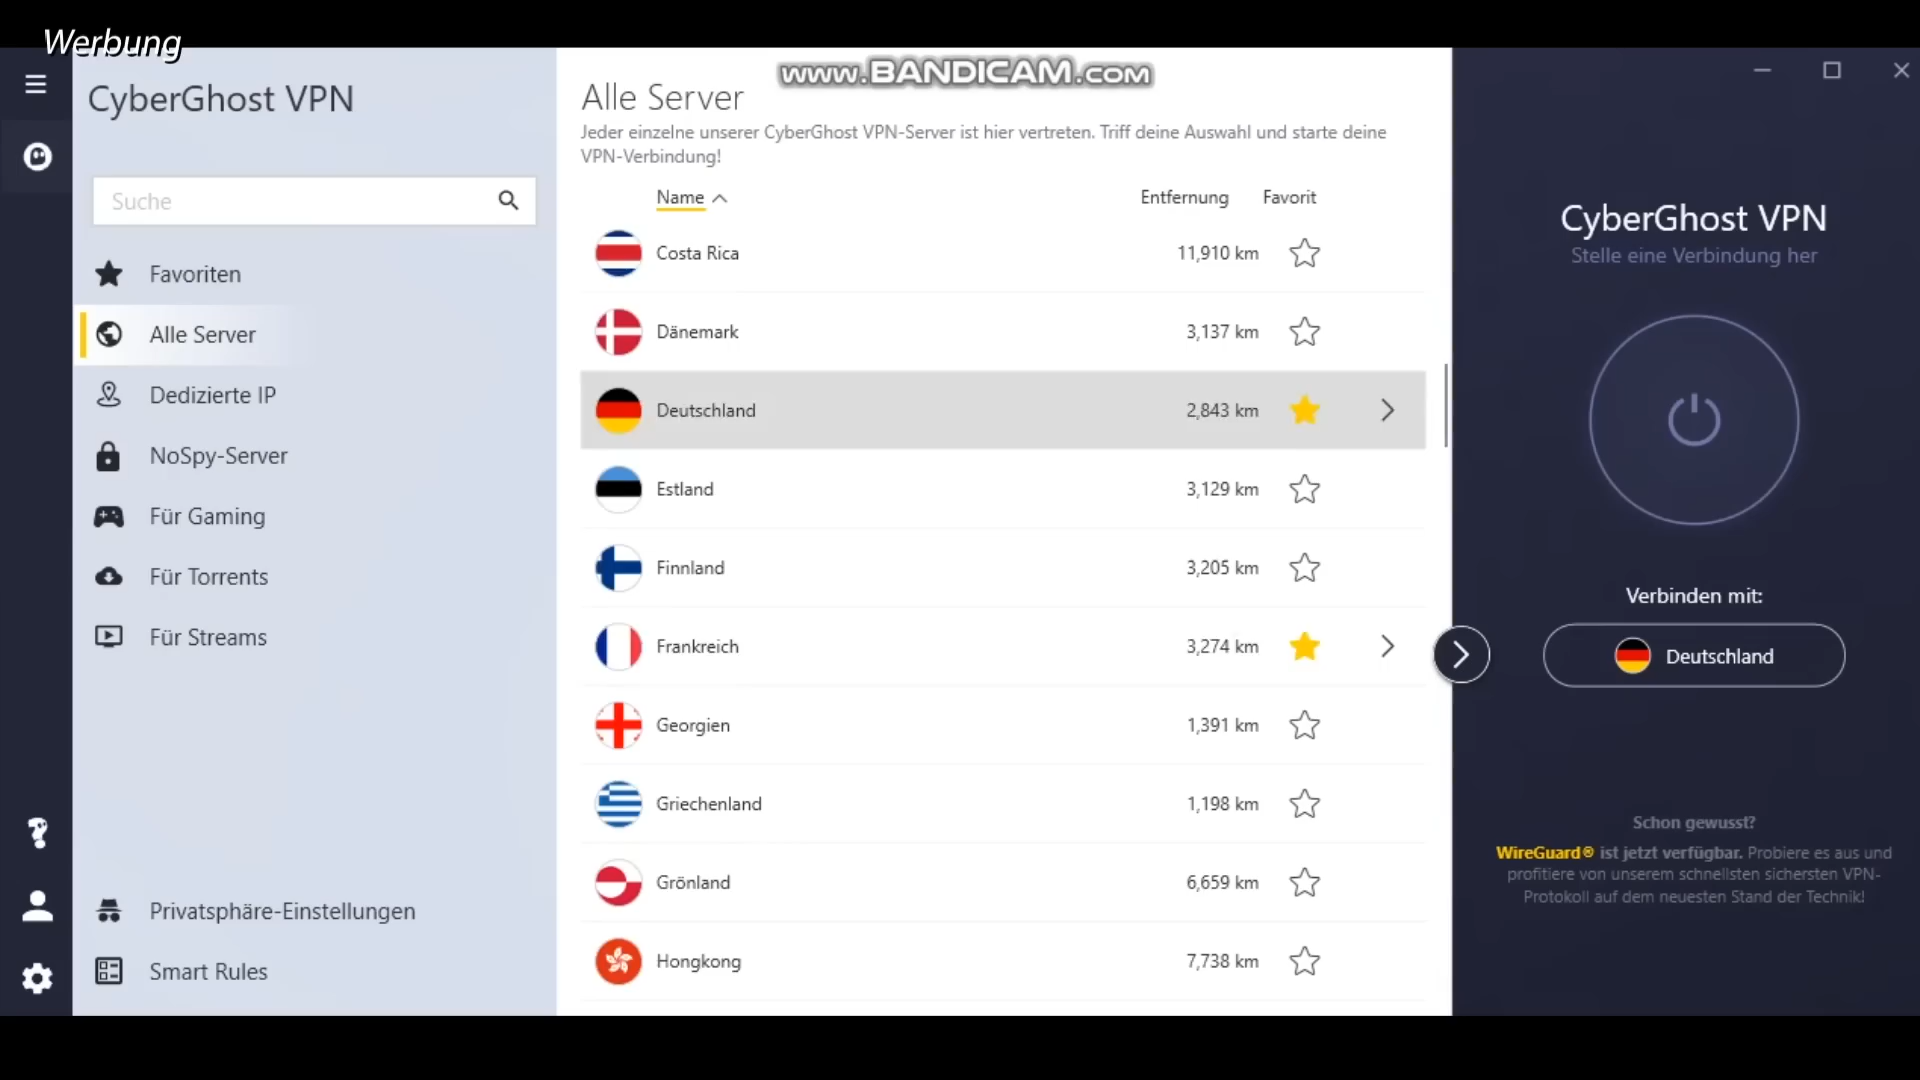 Werbung
www.BANDICAM.com
CyberGhost VPN
Suche
Favoriten
Alle Server
Dedizierte IP
NoSpy-Server
Für Gaming
Für Torrents
Für Streams
Privatsphäre-Einstellungen
Smart Rules
Alle Server
Jeder einzelne unserer CyberGhost VPN-Server ist hier vertreten. Triff deine Auswahl und starte deine
VPN-Verbindung!
Name Entfernung Favorit
Costa Rica 11,910 km
Dänemark 3,137 km
Deutschland 2,843 km
Estland 3,129 km
Finnland 3,205 km
Frankreich 3,274 km
Georgien 1,391 km
Griechenland 1,198 km
Grönland 6,659 km
Hongkong 7,738 km
CyberGhost VPN
Stelle eine Verbindung her
Verbinden mit:
Deutschland
Schon gewusst?
WireGuard® ist jetzt verfügbar. Probiere es aus und
profitiere von unserem schnellsten sichersten VPN-
Protokoll auf dem neuesten Stand der Technik!